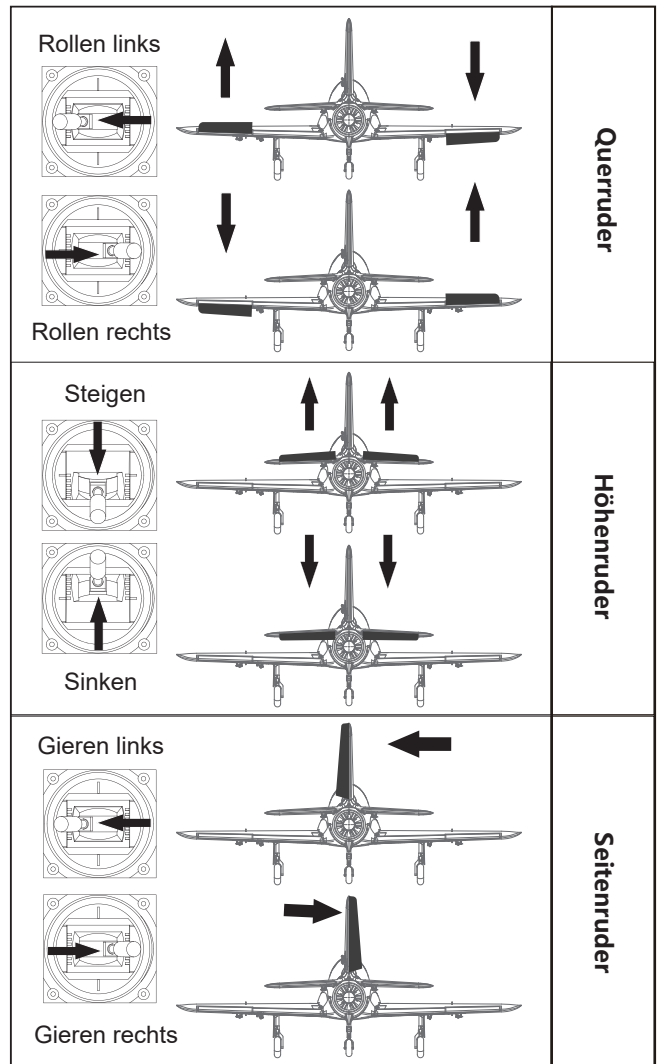 Rollen links
Rollen rechts
Querruder
Steigen
Sinken
Höhenruder
Gieren links
Gieren rechts
Seitenruder